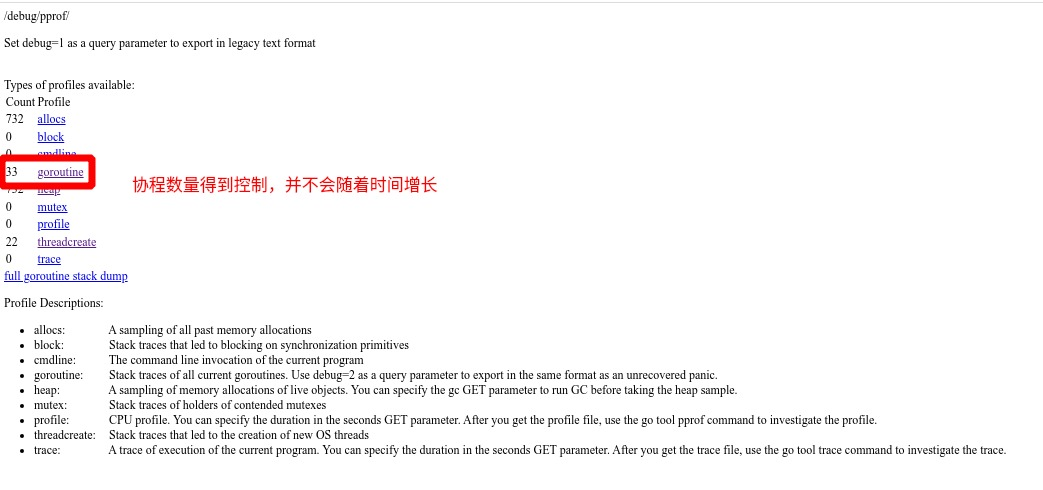 /debug/pprof/
Set debug=1 as a query parameter to export in legacy text format
Types of profiles available:
Count Profile
732 allocs
0 block
0 cmdline
33 goroutine
协程数量得到控制，并不会随着时间增长
732 heap
0 mutex
0 profile
22 threadcreate
0 trace
full goroutine stack dump
Profile Descriptions:
• allocs: A sampling of all past memory allocations
• block: Stack traces that led to blocking on synchronization primitives
• cmdline: The command line invocation of the current program
• goroutine: Stack traces of all current goroutines. Use debug=2 as a query parameter to export in the same format as an unrecovered panic.
• heap: A sampling of memory allocations of live objects. You can specify the gc GET parameter to run GC before taking the heap sample.
• mutex: Stack traces of holders of contended mutexes
• profile: CPU profile. You can specify the duration in the seconds GET parameter. After you get the profile file, use the go tool pprof command to investigate the profile.
• threadcreate: Stack traces that led to the creation of new OS threads
• trace: A trace of execution of the current program. You can specify the duration in the seconds GET parameter. After you get the trace file, use the go tool trace command to investigate the trace.